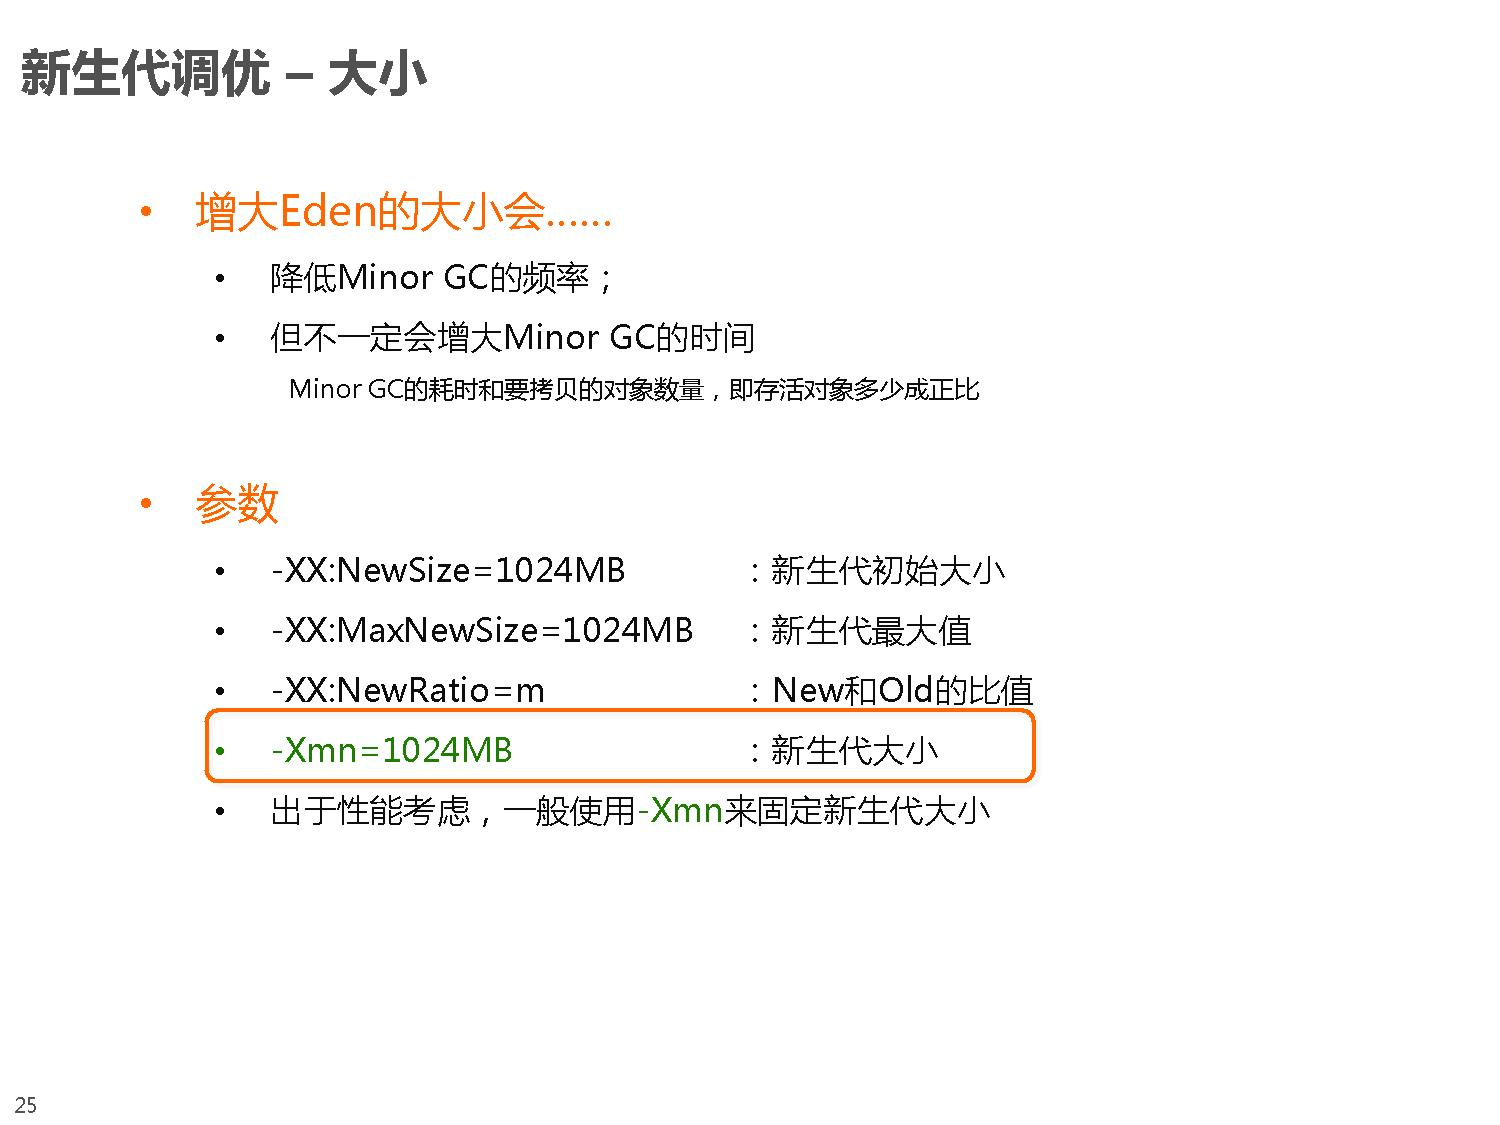 新生代调优 – 大小
• 增大Eden的大小会……
• 降低Minor GC的频率；
• 但不一定会增大Minor GC的时间
Minor GC的耗时和要拷贝的对象数量，即存活对象多少成正比
• 参数
• -XX:NewSize=1024MB ：新生代初始大小
• -XX:MaxNewSize=1024MB ：新生代最大值
• -XX:NewRatio=m ：New和Old的比值
• -Xmn=1024MB ：新生代大小
• 出于性能考虑，一般使用-Xmn来固定新生代大小
25